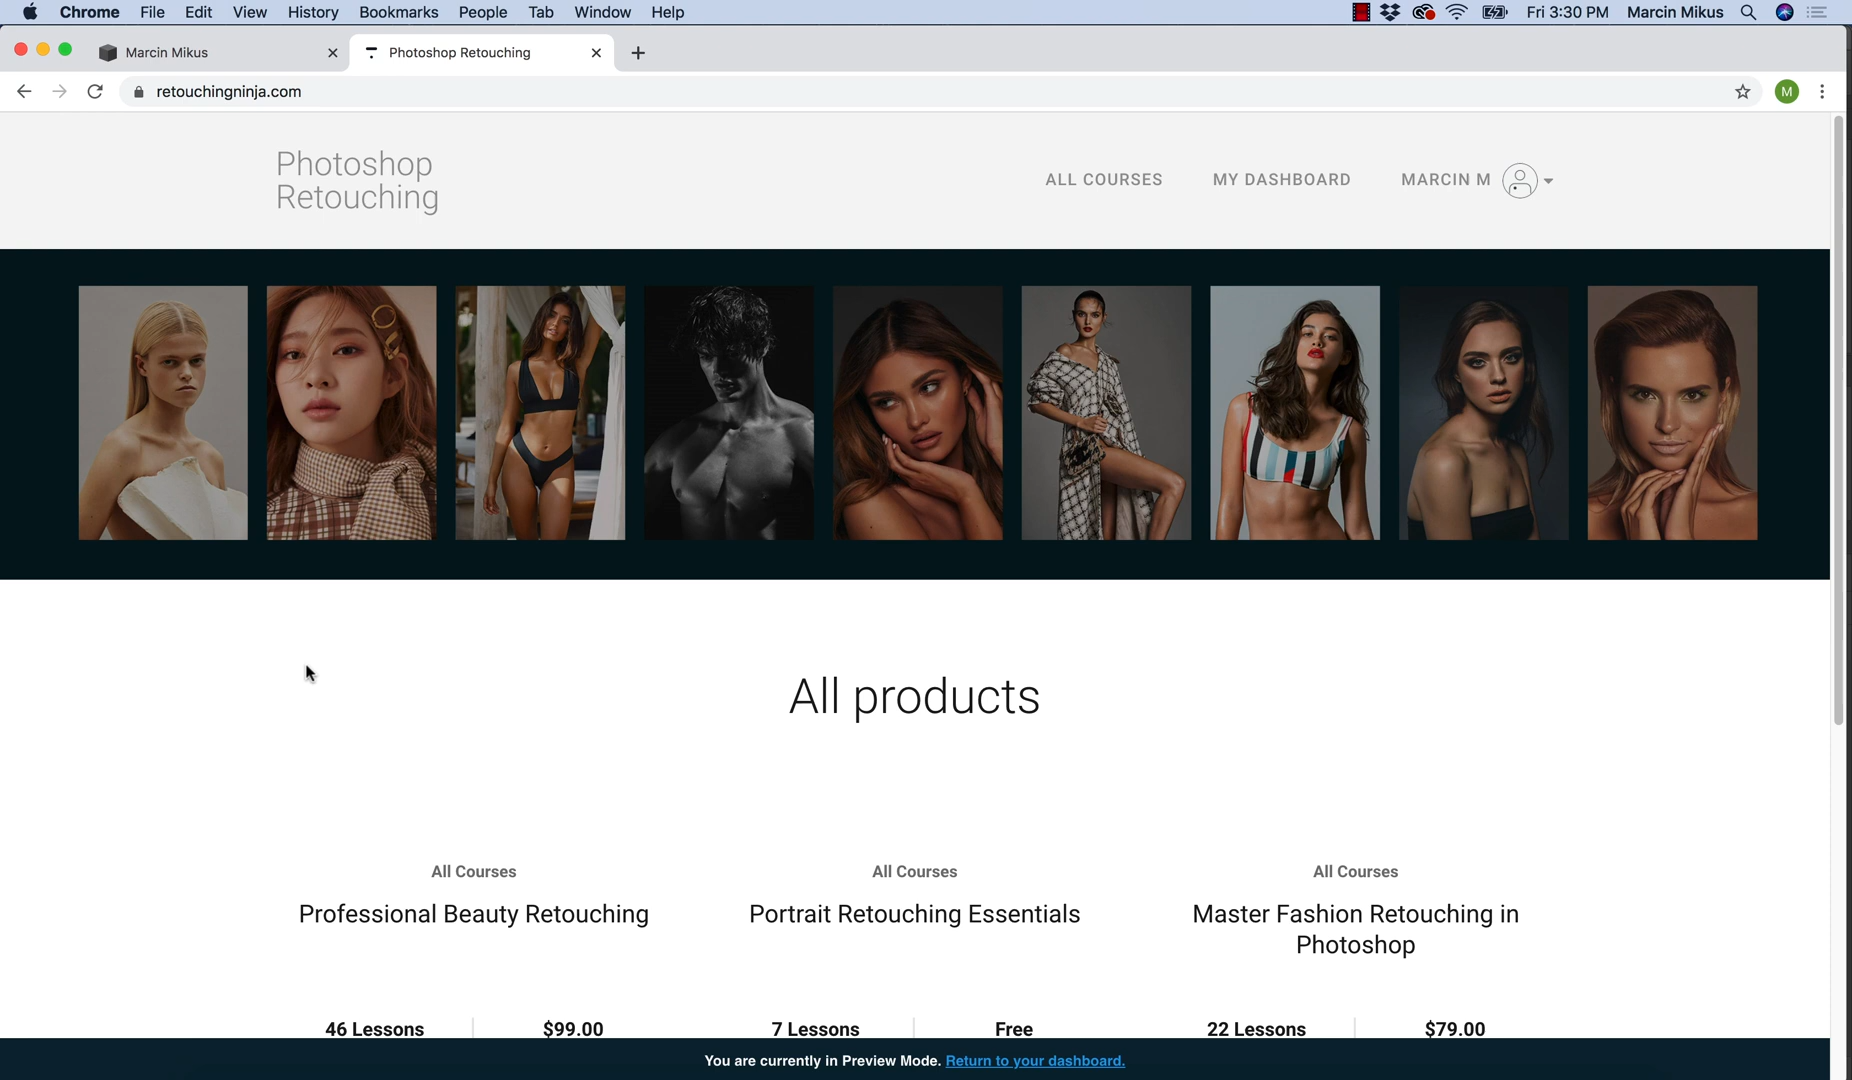 Chrome File Edit View History Bookmarks People Tab Window Help Fri 3:30 PM Marcin Mikus
Marcin Mikus Photoshop Retouching
retouchingninja.com M
Photoshop
Retouching
ALL COURSES MY DASHBOARD MARCIN M
All products
All Courses All Courses All Courses
Professional Beauty Retouching Portrait Retouching Essentials Master Fashion Retouching in
Photoshop
46 Lessons $99.00 7 Lessons Free 22 Lessons $79.00
You are currently in Preview Mode. Return to your dashboard.